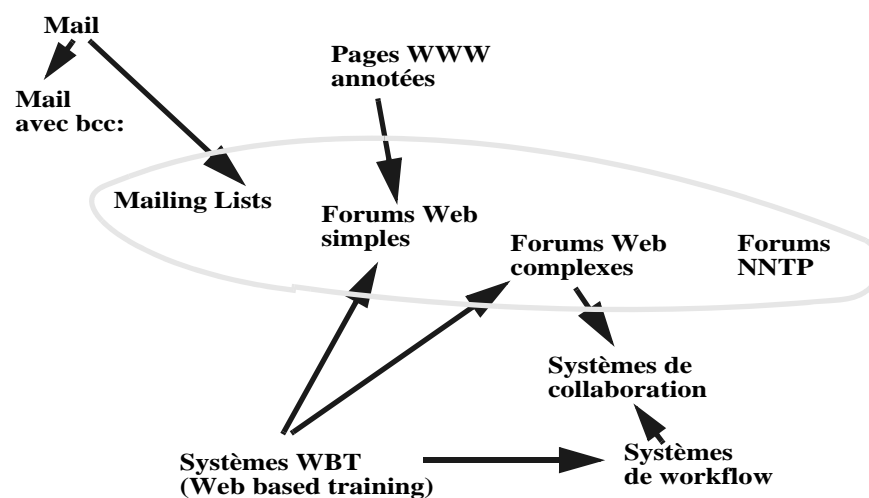 Mail
Mail
avec bcc:
Pages WWW
annotées
Mailing Lists
Forums Web
simples
Forums Web
complexes
Forums
NNTP
Systèmes de
collaboration
Systèmes WBT
(Web based training)
Systèmes
de workflow